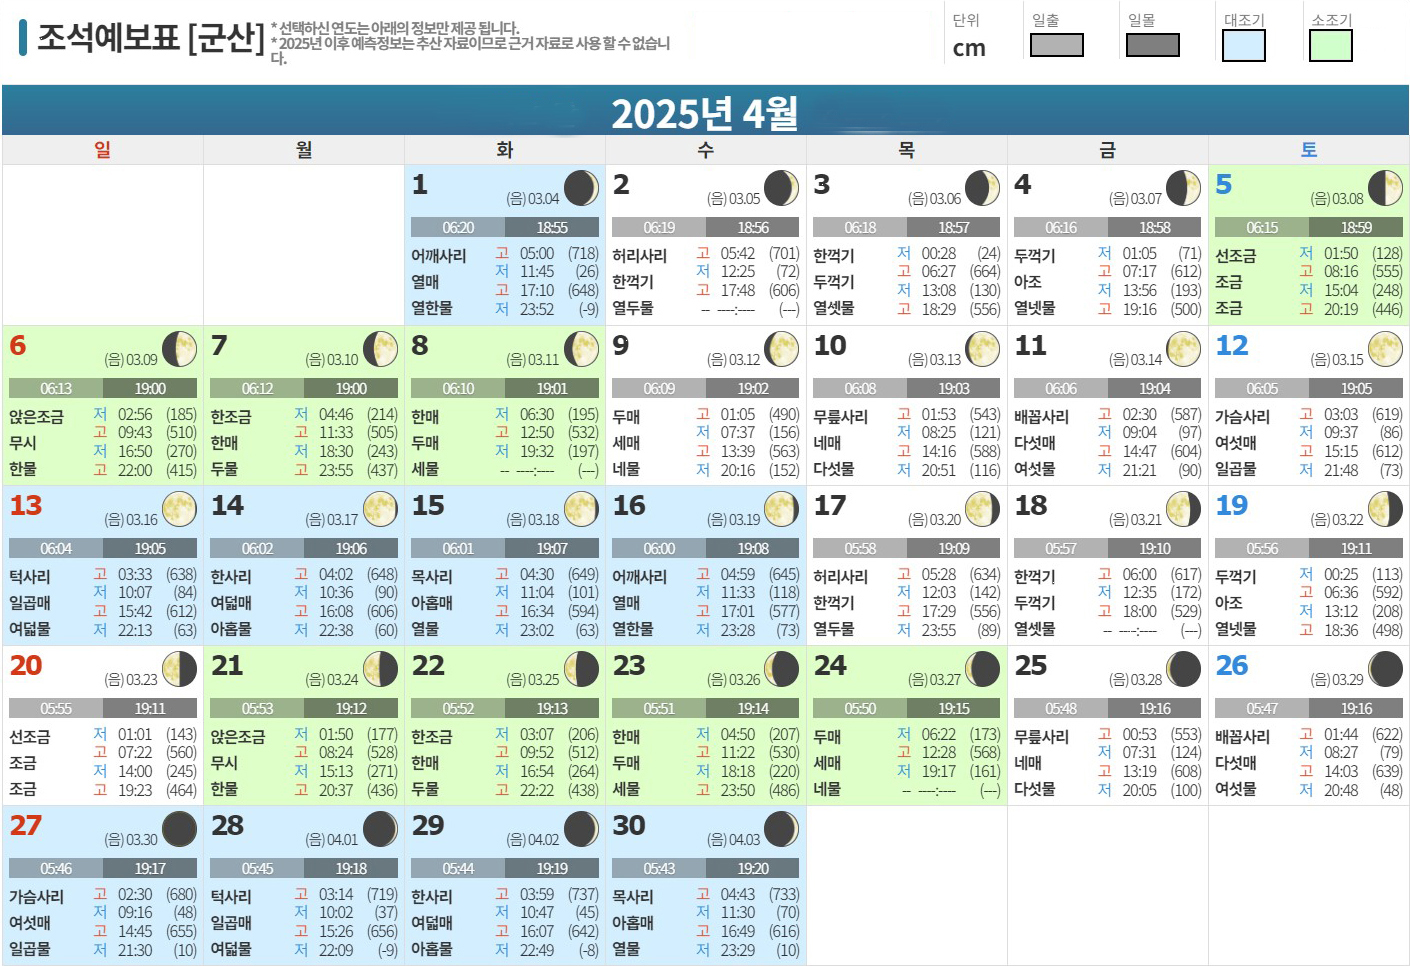 조석예보표 [군산]
* 선택하신 연도는 아래의 정보만 제공 됩니다.
* 2025년 이후 예측정보는 추산 자료이므로 근거 자료로 사용 할 수 없습니
다.
단위 일출 일몰 대조기 소조기
cm
2025년 4월
일 월 화 수 목 금 토
1
(음) 03.04
06:20 18:55
어깨사리
열매
열한물
고 05:00 (718)
저 11:45 (26)
고 17:10 (648)
저 23:52 (-9)
2
(음) 03.05
06:19 18:56
허리사리
한꺽기
열두물
고 05:42 (701)
저 12:25 (72)
고 17:48 (606)
-- ----:---- (---)
3
(음) 03.06
06:18 18:57
한꺽기
두꺽기
열셋물
저 00:28 (24)
고 06:27 (664)
저 13:08 (130)
고 18:29 (556)
4
(음) 03.07
06:16 18:58
두꺽기
아조
열넷물
저 01:05 (71)
고 07:17 (612)
저 13:56 (193)
고 19:16 (500)
5
(음) 03.08
06:15 18:59
선조금
조금
조금
저 01:50 (128)
고 08:16 (555)
저 15:04 (248)
고 20:19 (446)
6
(음) 03.09
06:13 19:00
앉은조금
무시
한물
저 02:56 (185)
고 09:43 (510)
저 16:50 (270)
고 22:00 (415)
7
(음) 03.10
06:12 19:00
한조금
한매
두물
저 04:46 (214)
고 11:33 (505)
저 18:30 (243)
고 23:55 (437)
8
(음) 03.11
06:10 19:01
한매
두매
세물
저 06:30 (195)
고 12:50 (532)
저 19:32 (197)
-- ----:---- (---)
9
(음) 03.12
06:09 19:02
두매
세매
네물
고 01:05 (490)
저 07:37 (156)
고 13:39 (563)
저 20:16 (152)
10
(음) 03.13
06:08 19:03
무릎사리
네매
다섯물
고 01:53 (543)
저 08:25 (121)
고 14:16 (588)
저 20:51 (116)
11
(음) 03.14
06:06 19:04
배꼽사리
다섯매
여섯물
고 02:30 (587)
저 09:04 (97)
고 14:47 (604)
저 21:21 (90)
12
(음) 03.15
06:05 19:05
가슴사리
여섯매
일곱물
고 03:03 (619)
저 09:37 (86)
고 15:15 (612)
저 21:48 (73)
13
(음) 03.16
06:04 19:05
턱사리
일곱매
여덟물
고 03:33 (638)
저 10:07 (84)
고 15:42 (612)
저 22:13 (63)
14
(음) 03.17
06:02 19:06
한사리
여덟매
아홉물
고 04:02 (648)
저 10:36 (90)
고 16:08 (606)
저 22:38 (60)
15
(음) 03.18
06:01 19:07
목사리
아홉매
열물
고 04:30 (649)
저 11:04 (101)
고 16:34 (594)
저 23:02 (63)
16
(음) 03.19
06:00 19:08
어깨사리
열매
열한물
고 04:59 (645)
저 11:33 (118)
고 17:01 (577)
저 23:28 (73)
17
(음) 03.20
05:58 19:09
허리사리
한꺽기
열두물
고 05:28 (634)
저 12:03 (142)
고 17:29 (556)
저 23:55 (89)
18
(음) 03.21
05:57 19:10
한꺽기
두꺽기
열셋물
고 06:00 (617)
저 12:35 (172)
고 18:00 (529)
-- ----:---- (---)
19
(음) 03.22
05:56 19:11
두꺽기
아조
열넷물
저 00:25 (113)
고 06:36 (592)
저 13:12 (208)
고 18:36 (498)
20
(음) 03.23
05:55 19:11
선조금
조금
조금
저 01:01 (143)
고 07:22 (560)
저 14:00 (245)
고 19:23 (464)
21
(음) 03.24
05:53 19:12
앉은조금
무시
한물
저 01:50 (177)
고 08:24 (528)
저 15:13 (271)
고 20:37 (436)
22
(음) 03.25
05:52 19:13
한조금
한매
두물
저 03:07 (206)
고 09:52 (512)
저 16:54 (264)
고 22:22 (438)
23
(음) 03.26
05:51 19:14
한매
두매
세물
저 04:50 (207)
고 11:22 (530)
저 18:18 (220)
고 23:50 (486)
24
(음) 03.27
05:50 19:15
두매
세매
네물
저 06:22 (173)
고 12:28 (568)
저 19:17 (161)
-- ----:---- (---)
25
(음) 03.28
05:48 19:16
무릎사리
네매
다섯물
고 00:53 (553)
저 07:31 (124)
고 13:19 (608)
저 20:05 (100)
26
(음) 03.29
05:47 19:16
배꼽사리
다섯매
여섯물
고 01:44 (622)
저 08:27 (79)
고 14:03 (639)
저 20:48 (48)
27
(음) 03.30
05:46 19:17
가슴사리
여섯매
일곱물
고 02:30 (680)
저 09:16 (48)
고 14:45 (655)
저 21:30 (10)
28
(음) 04.01
05:45 19:18
턱사리
일곱매
여덟물
고 03:14 (719)
저 10:02 (37)
고 15:26 (656)
저 22:09 (-9)
29
(음) 04.02
05:44 19:19
한사리
여덟매
아홉물
고 03:59 (737)
저 10:47 (45)
고 16:07 (642)
저 22:49 (-8)
30
(음) 04.03
05:43 19:20
목사리
아홉매
열물
고 04:43 (733)
저 11:30 (70)
고 16:49 (616)
저 23:29 (10)